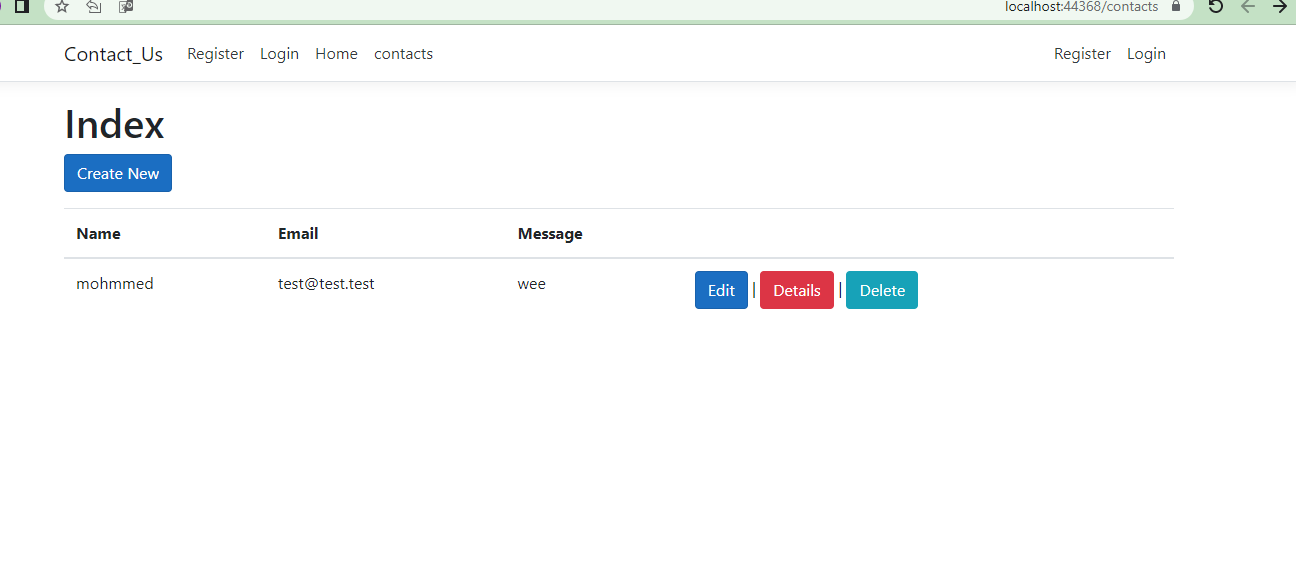 localhost:44368/contacts
Contact_Us Register Login Home contacts Register Login
Index
Create New
Name Email Message
mohmmed test@test.test wee Edit | Details | Delete